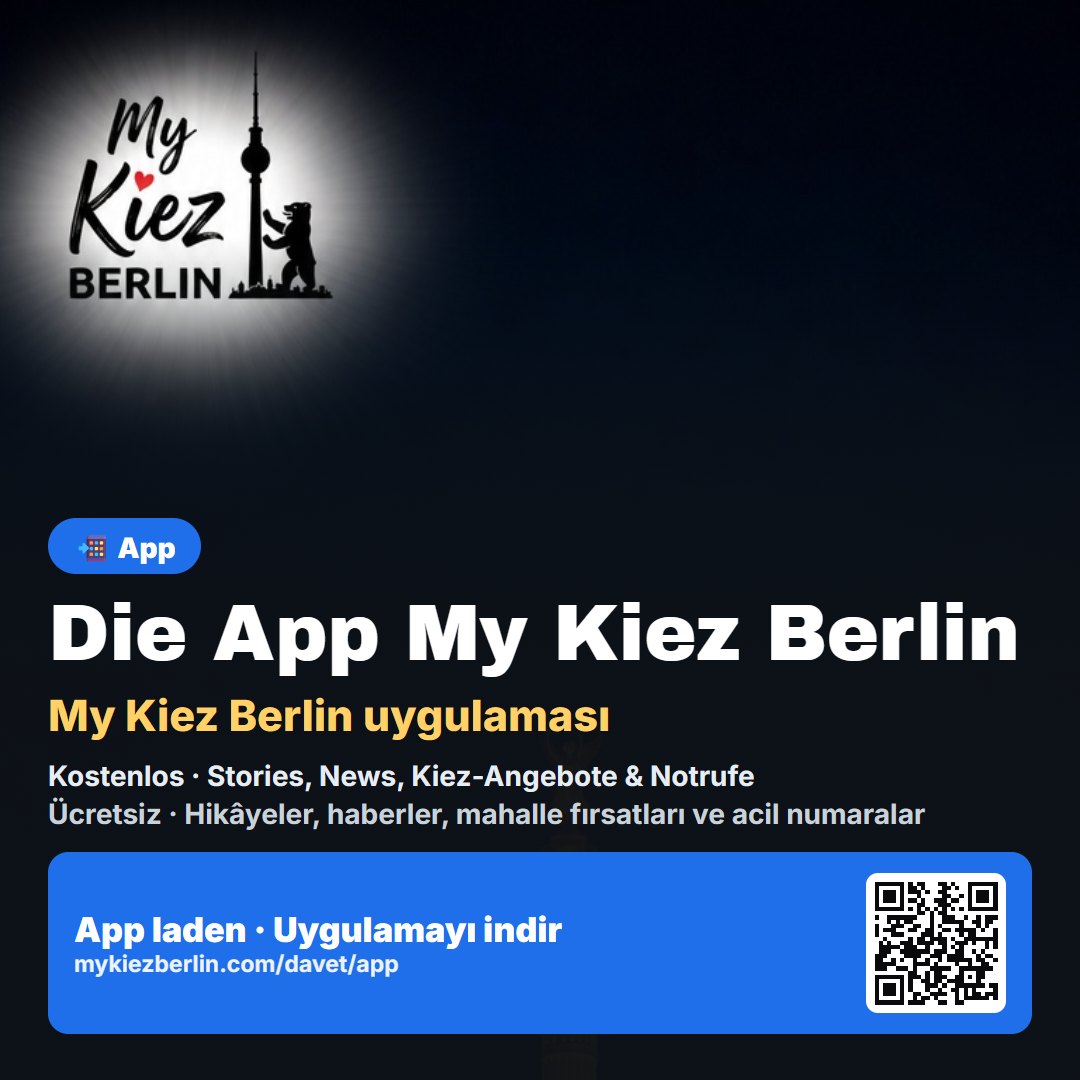 My
Kiez
BERLIN
App
Die App My Kiez Berlin
My Kiez Berlin uygulaması
Kostenlos · Stories, News, Kiez-Angebote & Notrufe
Ücretsiz · Hikâyeler, haberler, mahalle fırsatları ve acil numaralar
App laden · Uygulamayı indir
mykiezberlin.com/davet/app